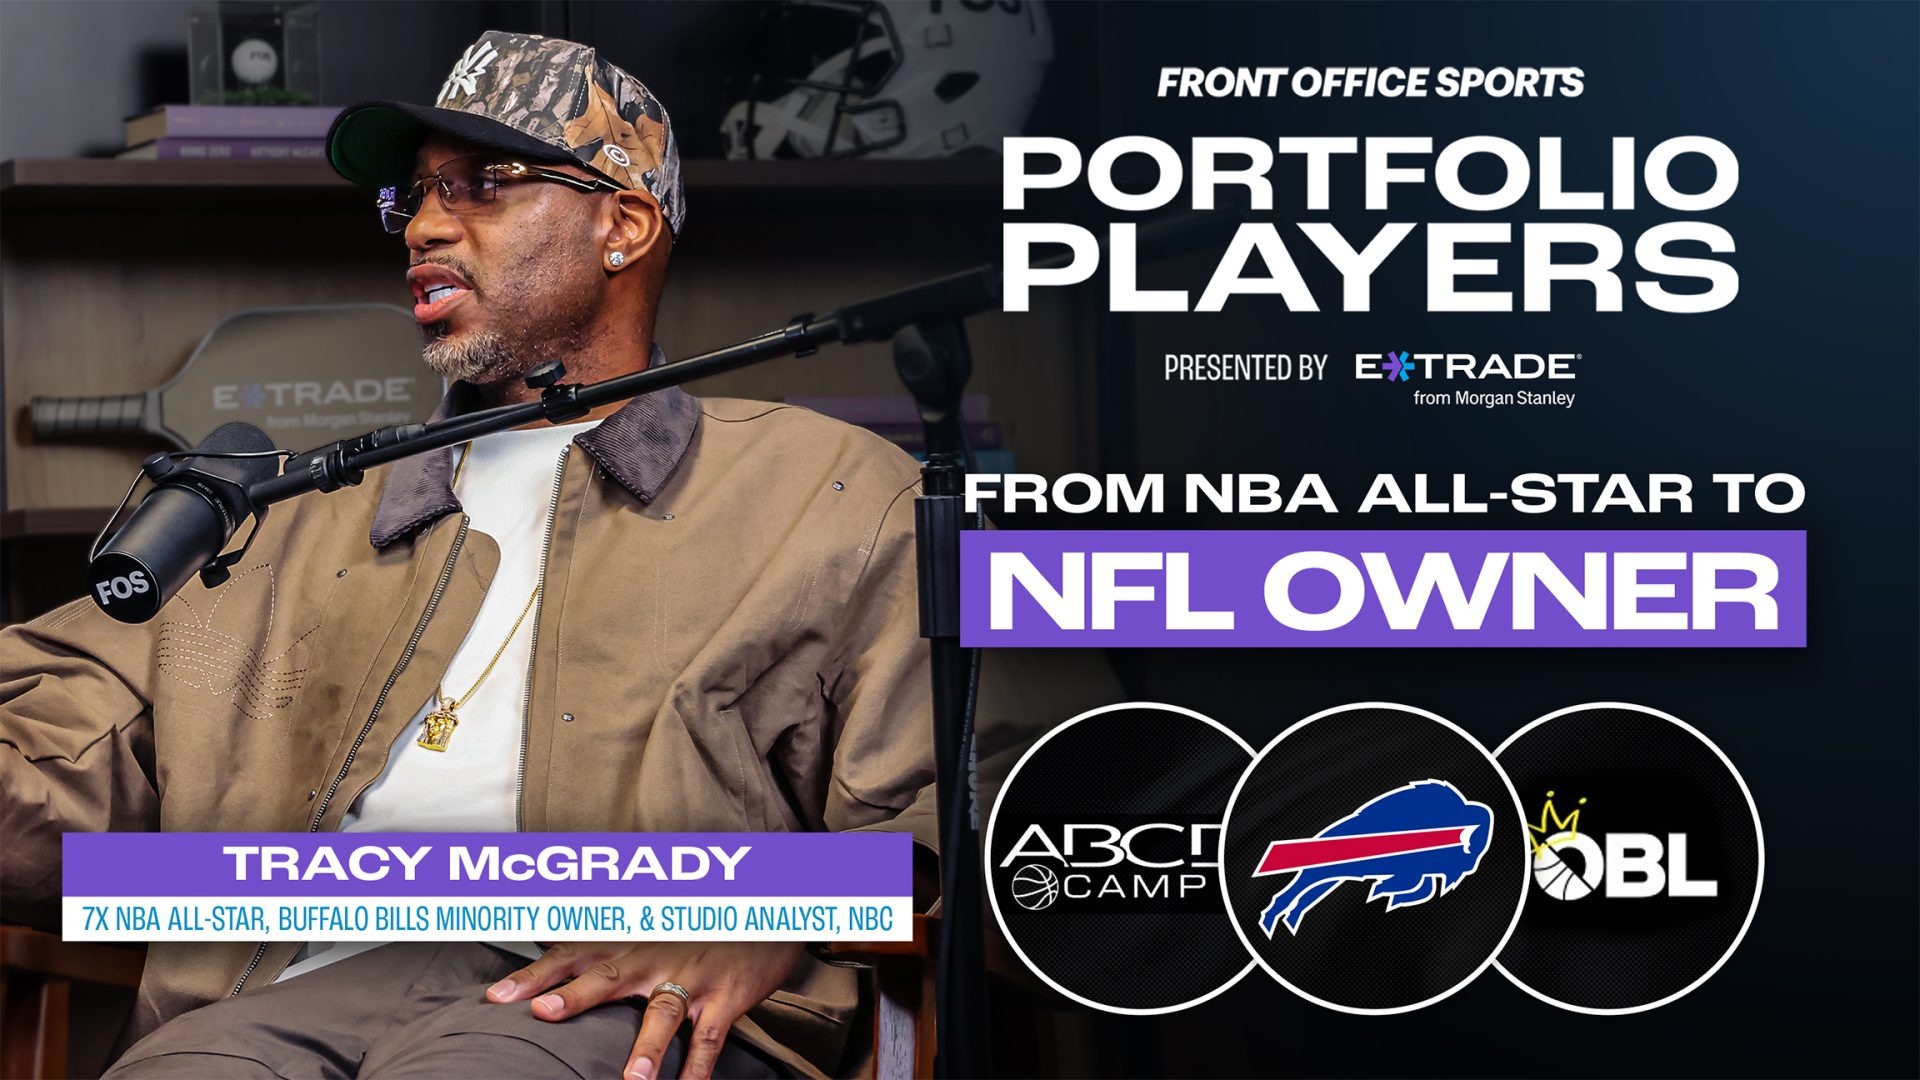 FOS
FOS
FRONT OFFICE SPORTS
PORTFOLIO
PLAYERS
PRESENTED BY E*TRADE®
from Morgan Stanley
E*TRADE
from Morgan Stanley
FROM NBA ALL-STAR TO
NFL OWNER
FOS
ABCD
CAMP
OBL
TRACY McGRADY
7X NBA ALL-STAR, BUFFALO BILLS MINORITY OWNER, & STUDIO ANALYST, NBC